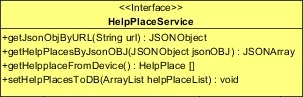 <<Interface>>
HelpPlaceService
+getJsonObjByURL(String url) : JSONObject
+getHelpPlacesByJsonOBJ(JSONObject jsonOBJ) : JSONArray
+getHelpplaceFromDevice() : HelpPlace []
+setHelpPlacesToDB(ArrayList helpPlaceList) : void